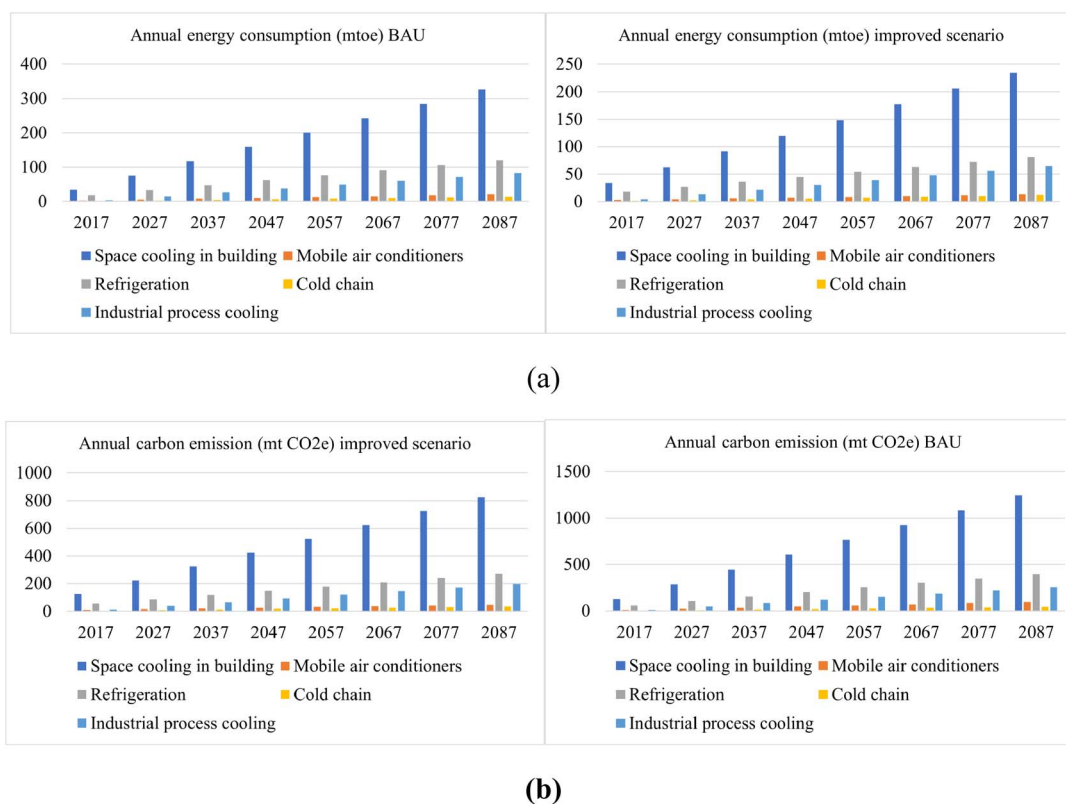 Annual energy consumption (mtoe) BAU
400
300
200
100
0
2017 2027 2037 2047 2057 2067 2077 2087
Space cooling in building Mobile air conditioners
Refrigeration Cold chain
Industrial process cooling
Annual energy consumption (mtoe) improved scenario
250
200
150
100
50
0
2017 2027 2037 2047 2057 2067 2077 2087
Space cooling in building Mobile air conditioners
Refrigeration Cold chain
Industrial process cooling
(a)
Annual carbon emission (mt CO2e) improved scenario
1000
800
600
400
200
0
2017 2027 2037 2047 2057 2067 2077 2087
Space cooling in building Mobile air conditioners
Refrigeration Cold chain
Industrial process cooling
Annual carbon emission (mt CO2e) BAU
1500
1000
500
0
2017 2027 2037 2047 2057 2067 2077 2087
Space cooling in building Mobile air conditioners
Refrigeration Cold chain
Industrial process cooling
(b)